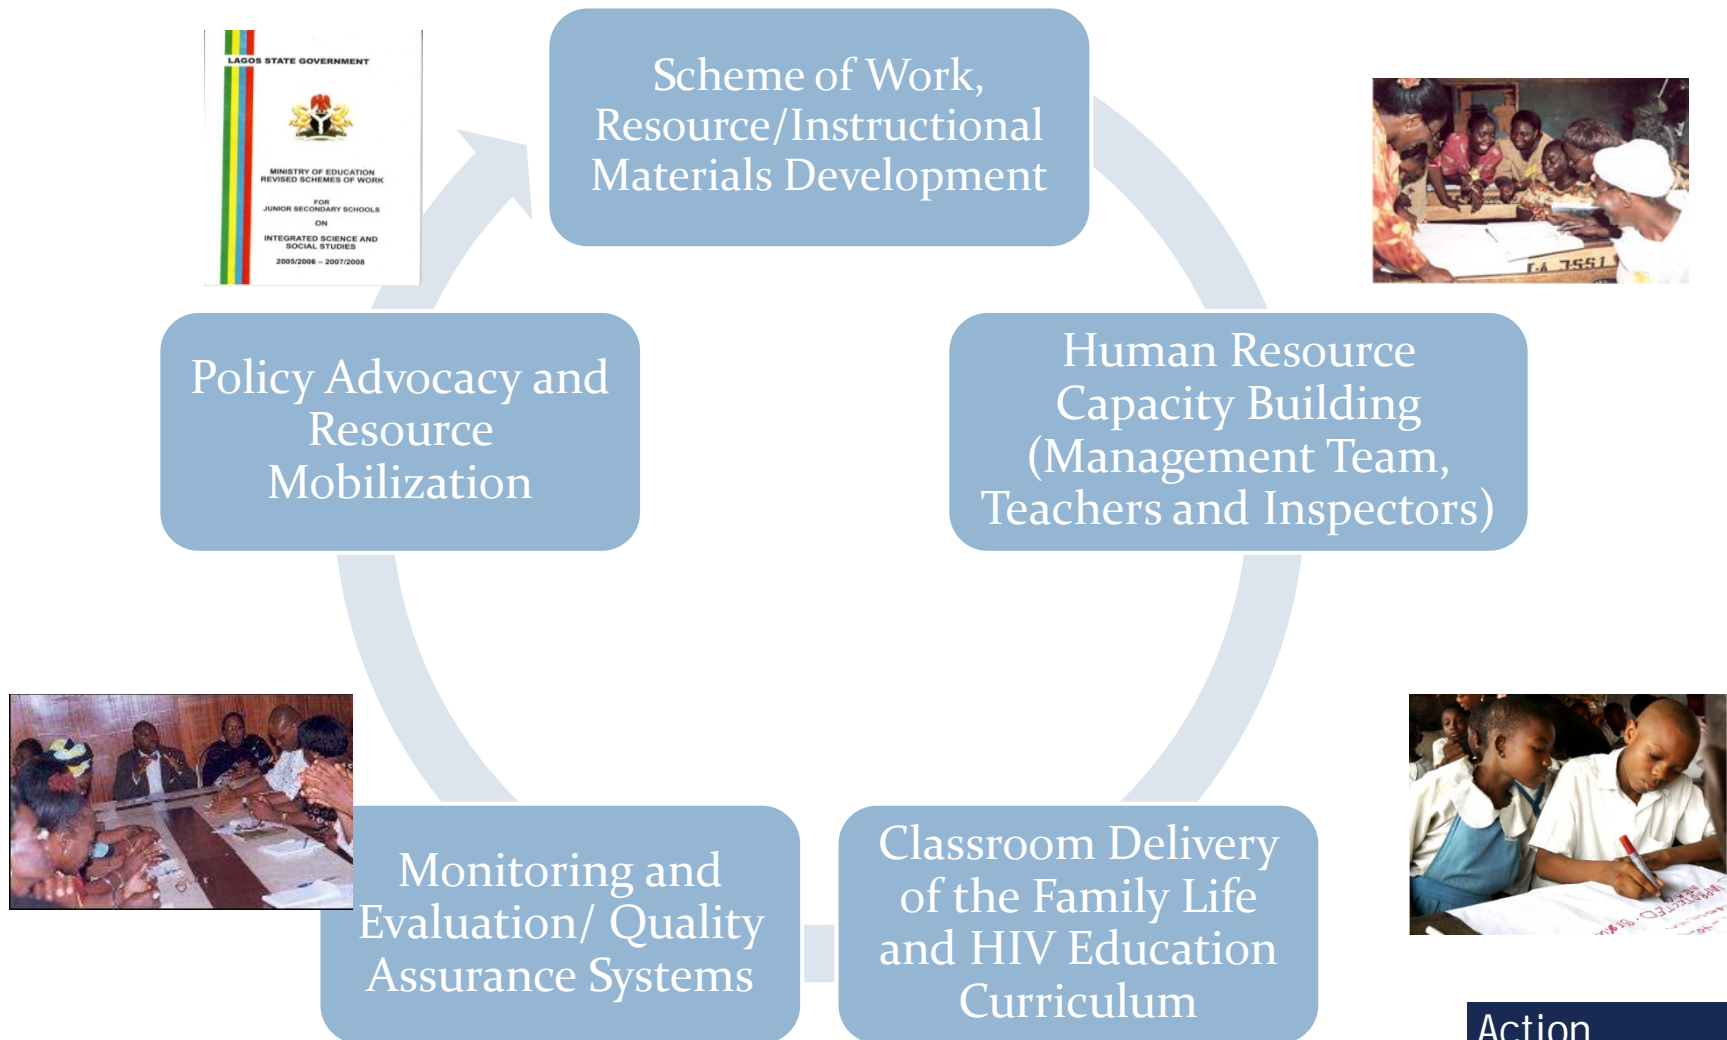 LAGOS STATE GOVERNMENT
MINISTRY OF EDUCATION
REVISED SCHEMES OF WORK
FOR
JUNIOR SECONDARY SCHOOLS
ON
INTEGRATED SCIENCE AND
SOCIAL STUDIES
2005/2006 – 2007/2008
Scheme of Work,
Resource/Instructional
Materials Development
Human Resource
Capacity Building
(Management Team,
Teachers and Inspectors)
Policy Advocacy and
Resource
Mobilization
Monitoring and
Evaluation/ Quality
Assurance Systems
Classroom Delivery
of the Family Life
and HIV Education
Curriculum
Action